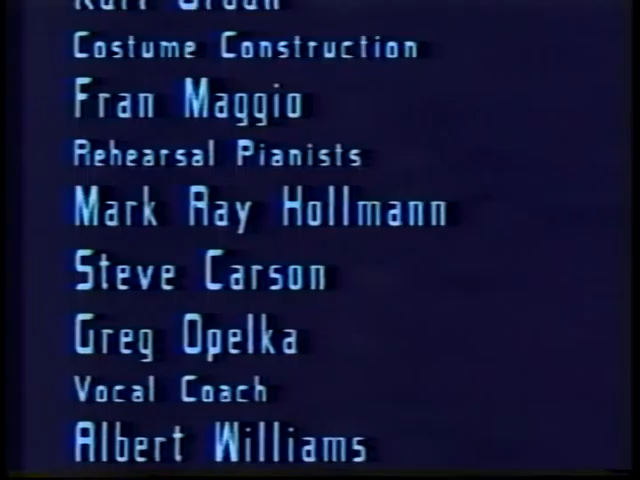 Costume Construction
Fran Maggio
Rehearsal Pianists
Mark Ray Hollmann
Steve Carson
Greg Opelka
Vocal Coach
Albert Williams